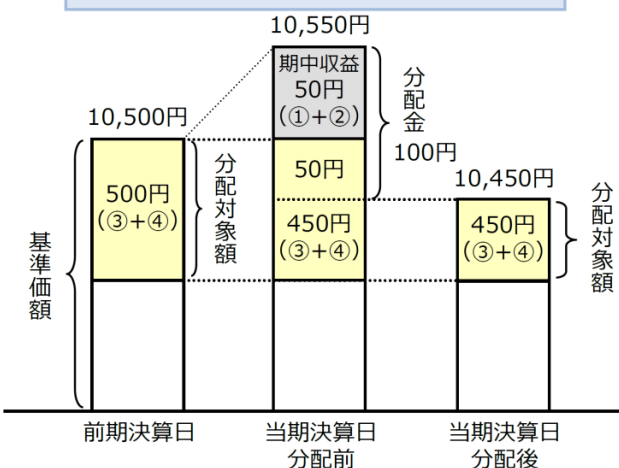 10,550円
期中収益
50円
(①+②)
分配金
100円
10,500円
500円
(③+④)
分配対象額
50円
450円
(③+④)
10,450円
450円
(③+④)
分配対象額
基準価額
前期決算日
当期決算日
分配前
当期決算日
分配後